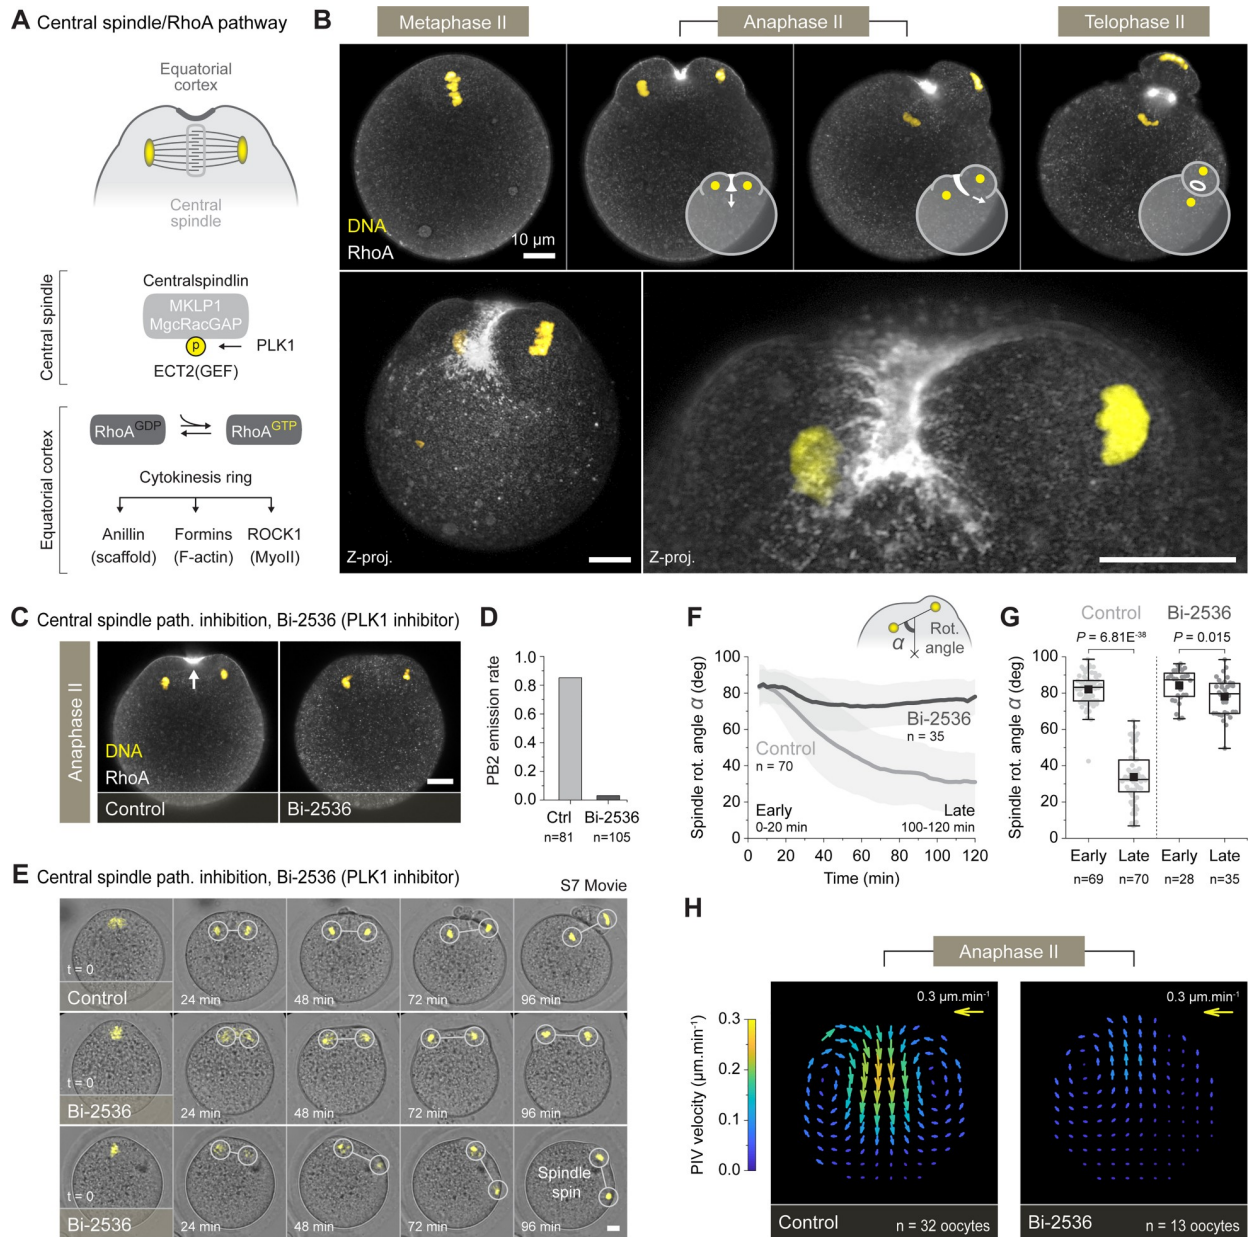 A Central spindle/RhoA pathway
Equatorial
cortex
Central
spindle
Central spindle
Centralspindlin
MKLP1
MgcRacGAP
p
PLK1
ECT2(GEF)
Equatorial cortex
RhoAGDP
RhoAGTP
Cytokinesis ring
Anillin
(scaffold)
Formins
(F-actin)
ROCK1
(MyoII)
B
Metaphase II
Anaphase II
Telophase II
DNA
RhoA
10 µm
Z-proj.
Z-proj.
C Central spindle path. inhibition, Bi-2536 (PLK1 inhibitor)
Anaphase II
DNA
RhoA
Control
Bi-2536
D
PB2 emission rate
1.0
0.8
0.6
0.4
0.2
0.0
Ctrl
Bi-2536
n=81
n=105
E Central spindle path. inhibition, Bi-2536 (PLK1 inhibitor)
S7 Movie
t = 0
Control
24 min
48 min
72 min
96 min
t = 0
Bi-2536
24 min
48 min
72 min
96 min
t = 0
Bi-2536
24 min
48 min
72 min
Spindle
spin
96 min
F
α
Rot.
angle
Spindle rot. angle α (deg)
100
80
60
40
20
0
Bi-2536
n = 35
Control
n = 70
Early
0-20 min
Late
100-120 min
0
20
40
60
80
100
120
Time (min)
G
Control
Bi-2536
P = 6.81E-38
P = 0.015
Spindle rot. angle α (deg)
100
80
60
40
20
0
Early
Late
Early
Late
n=69
n=70
n=28
n=35
H
Anaphase II
PIV velocity (µm.min-1)
0.3
0.2
0.1
0.0
0.3 µm.min-1
Control
n = 32 oocytes
0.3 µm.min-1
Bi-2536
n = 13 oocytes